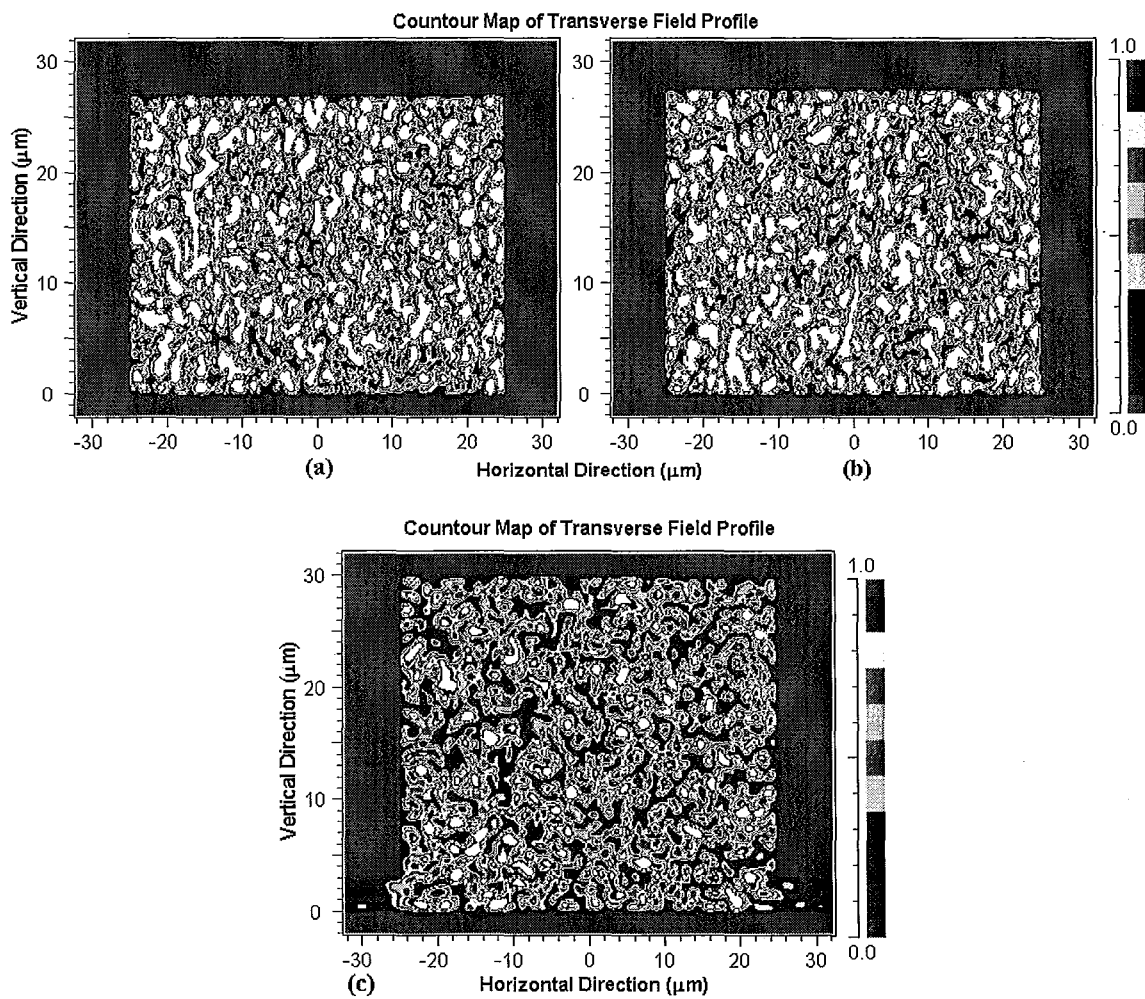 Countour Map of Transverse Field Profile
30
20
10
0
Vertical Direction (μm)
-30 -20 -10 0 10 20 30
(a)
30
20
10
0
-30 -20 -10 0 10 20 30
(b)
1.0
0.0
Horizontal Direction (μm)
Countour Map of Transverse Field Profile
30
20
10
0
Vertical Direction (μm)
-30 -20 -10 0 10 20 30
(c)
Horizontal Direction (μm)
1.0
0.0